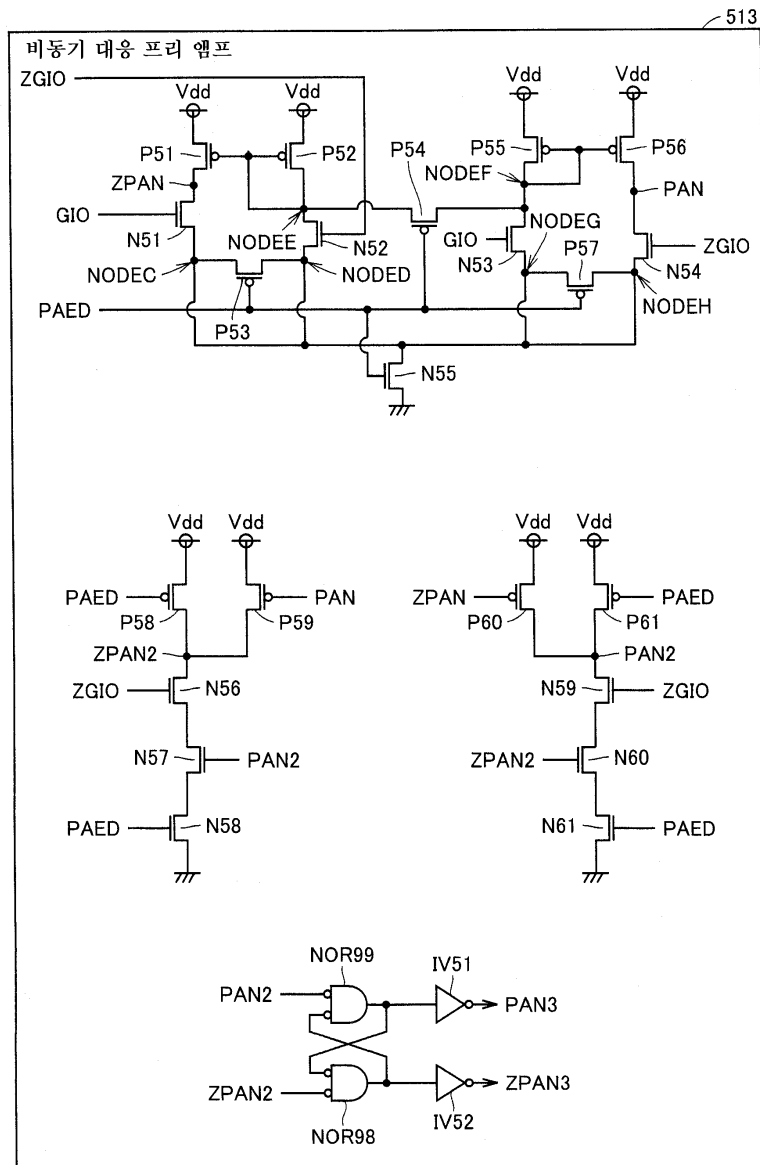 513
비동기 대응 프리 앰프
ZGIO
Vdd Vdd Vdd Vdd
P51 P52 P54 P55 P56
ZPAN NODEF PAN
GIO N51 NODEE N52 GIO N53 NODEG P57 N54 ZGIO
NODEC NODED NODEH
PAED P53
N55
Vdd Vdd Vdd Vdd
PAED P58 P59 PAN ZPAN P60 P61 PAED
ZPAN2 PAN2
ZGIO N56 N59 ZGIO
N57 PAN2 ZPAN2 N60
PAED N58 N61 PAED
NOR99 IV51
PAN2 PAN3
ZPAN2 ZPAN3
NOR98 IV52